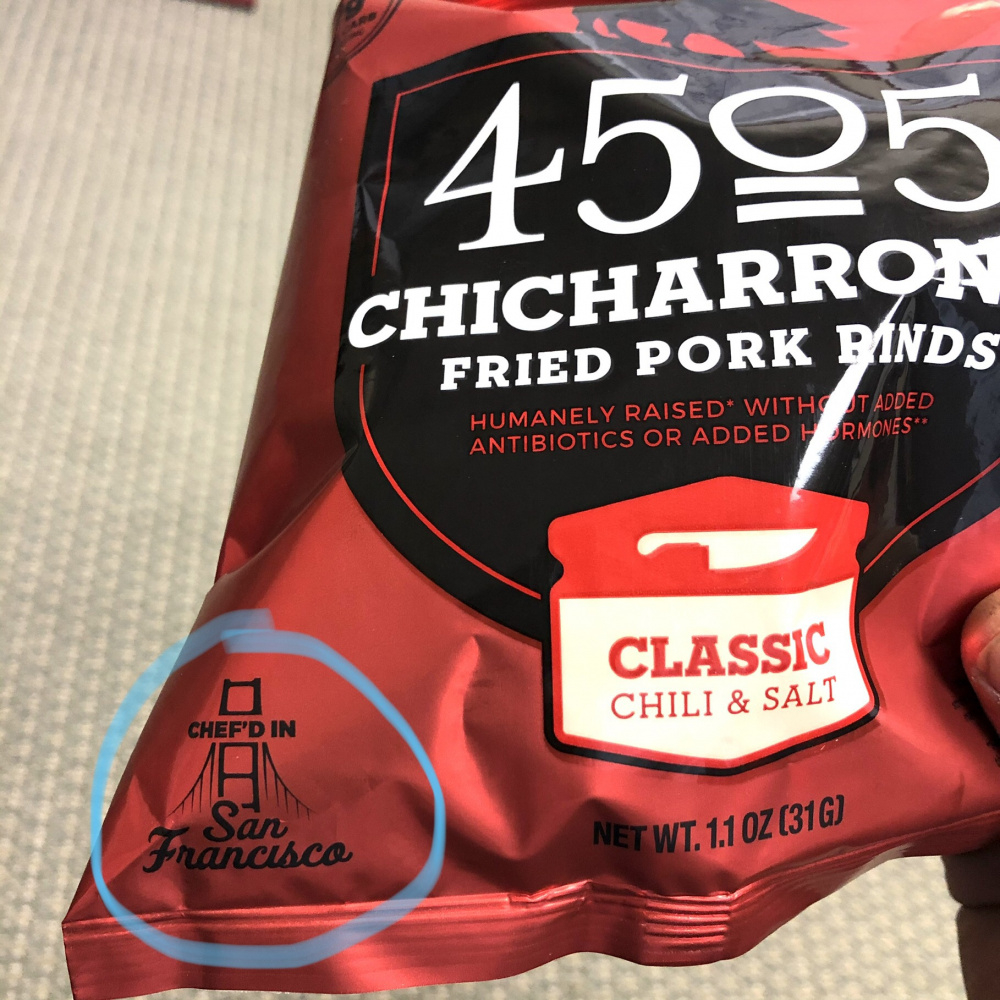 4505
CHICHARRON
FRIED PORK RINDS
HUMANELY RAISED* WITHOUT ADDED
ANTIBIOTICS OR ADDED HORMONES**
CLASSIC
CHILI & SALT
CHEF'D IN
San
Francisco
NET WT. 1.1 OZ (31G)